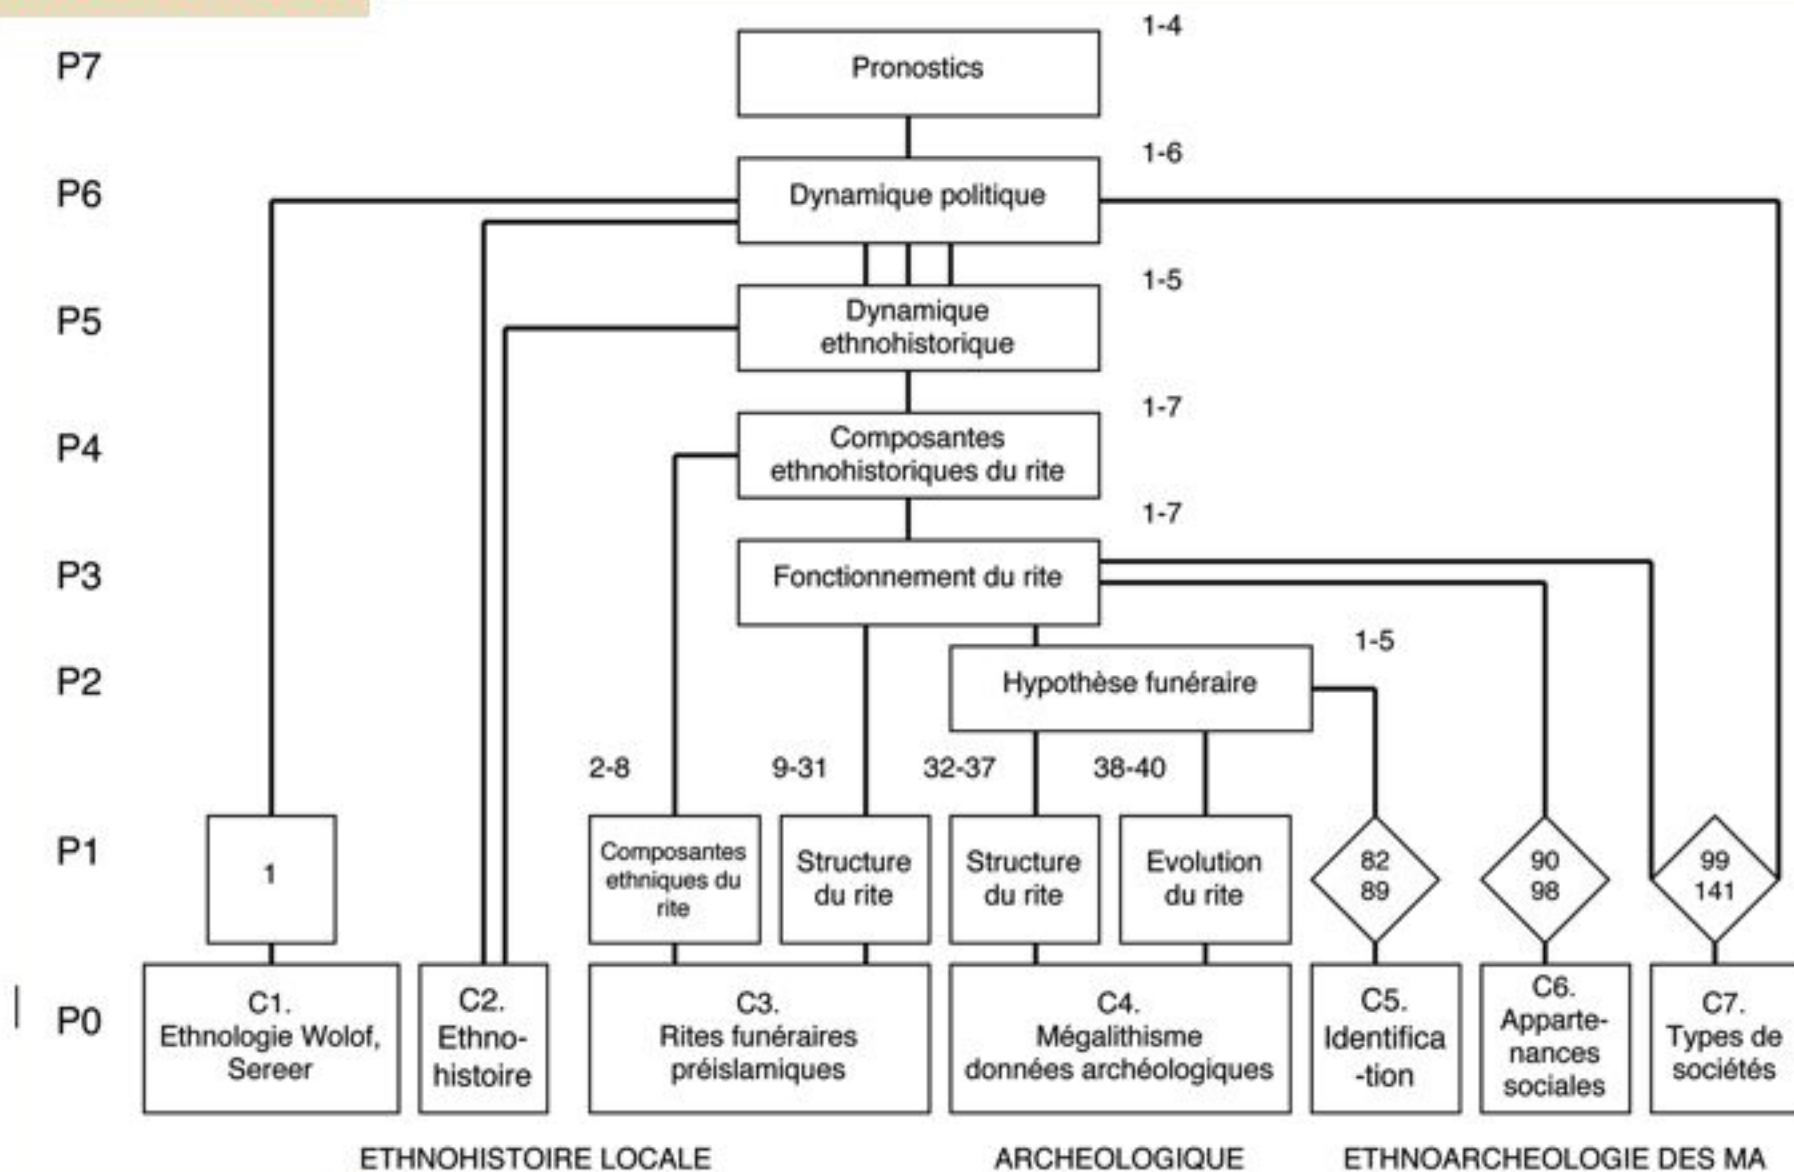 1-4
P7
Pronostics
1-6
P6
Dynamique politique
1-5
P5
Dynamique
ethnohistorique
1-7
P4
Composantes
ethnohistoriques du rite
1-7
P3
Fonctionnement du rite
1-5
P2
Hypothèse funéraire
2-8
9-31
32-37
38-40
P1
1
Composantes
ethniques du
rite
Structure
du rite
Structure
du rite
Evolution
du rite
82
89
90
98
99
141
P0
C1.
Ethnologie Wolof,
Sereer
C2.
Ethno-
histoire
C3.
Rites funéraires
préislamiques
C4.
Mégalithisme
données archéologiques
C5.
Identifica
-tion
C6.
Apparte-
nances
sociales
C7.
Types de
sociétés
ETHNOHISTOIRE LOCALE
ARCHEOLOGIQUE
ETHNOARCHEOLOGIE DES MA